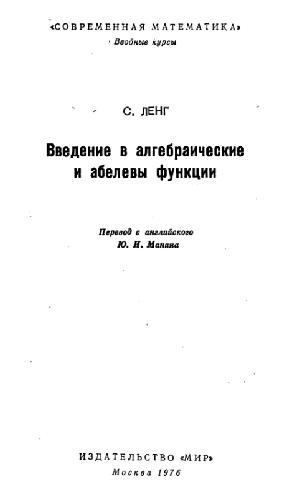 «СОВРЕМЕННАЯ МАТЕМАТИКА»
Вводные курсы
С. ЛЕНГ
Введение в алгебраические
и абелевы функции
Перевод с английского
Ю. И. Манина
ИЗДАТЕЛЬСТВО «МИР»
Москва 1976